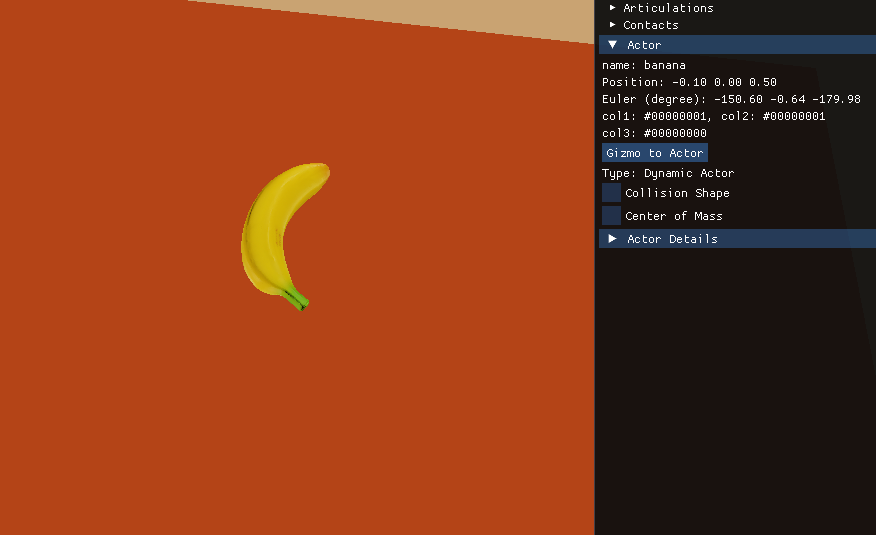 Articulations
Contacts
Actor
name: banana
Position: -0.10 0.00 0.50
Euler (degree): -150.60 -0.64 -179.98
col1: #00000001, col2: #00000001
col3: #00000000
Gizmo to Actor
Type: Dynamic Actor
Collision Shape
Center of Mass
Actor Details